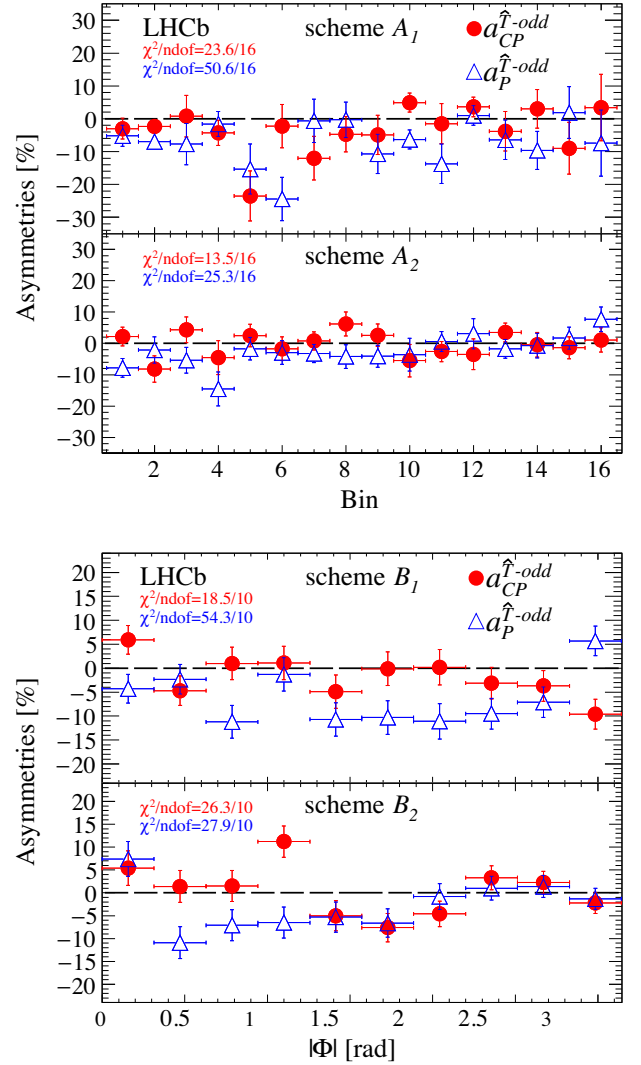 LHCb scheme A₁ a_{CP}^{T̂-odd}
χ²/ndof=23.6/16
χ²/ndof=50.6/16 a_P^{T̂-odd}
30
20
10
0
−10
−20
−30
scheme A₂
χ²/ndof=13.5/16
χ²/ndof=25.3/16
30
20
10
0
−10
−20
−30
Asymmetries [%]
2 4 6 8 10 12 14 16
Bin
LHCb scheme B₁ a_{CP}^{T̂-odd}
χ²/ndof=18.5/10
χ²/ndof=54.3/10 a_P^{T̂-odd}
20
15
10
5
0
−5
−10
−15
−20
scheme B₂
χ²/ndof=26.3/10
χ²/ndof=27.9/10
20
15
10
5
0
−5
−10
−15
−20
Asymmetries [%]
0 0.5 1 1.5 2 2.5 3
|Φ| [rad]